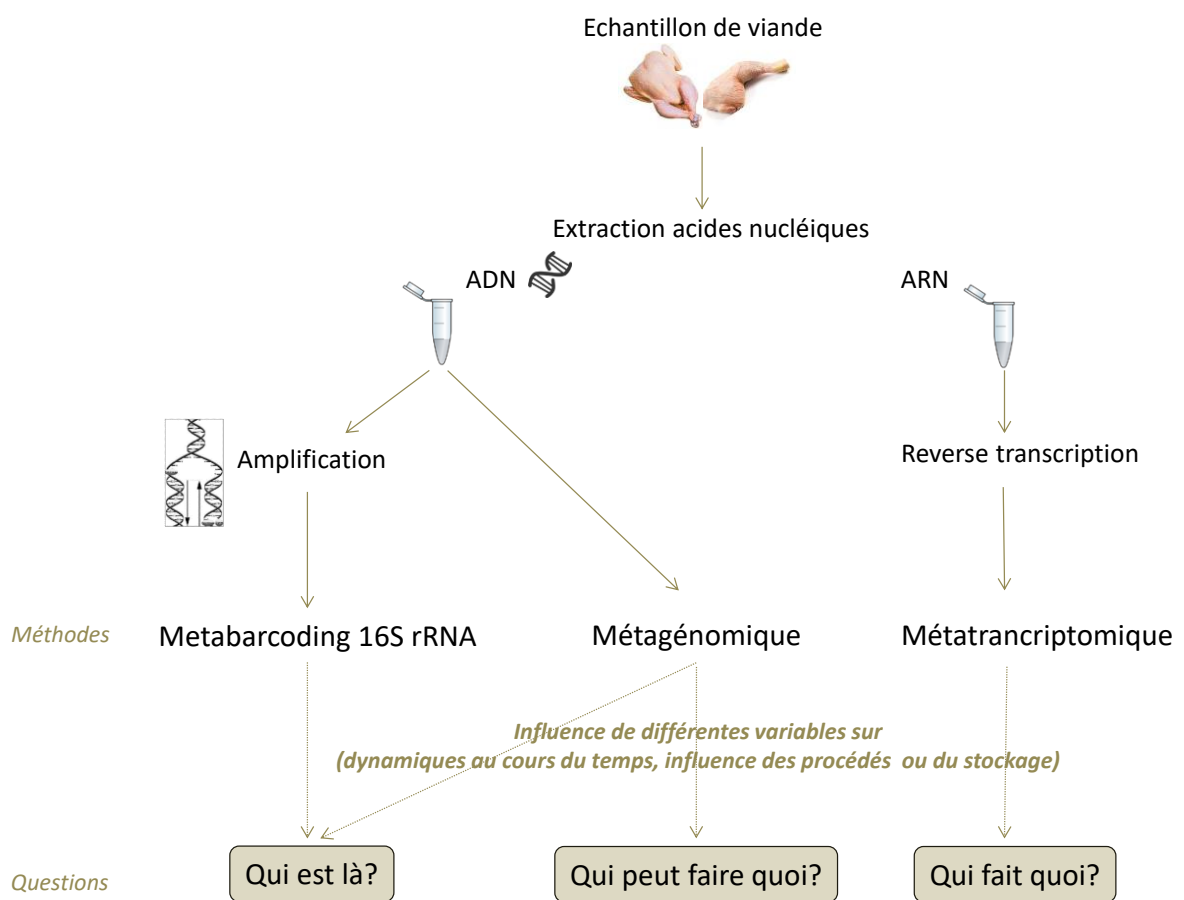 Echantillon de viande
Extraction acides nucléiques
ADN
ARN
Amplification
Reverse transcription
Méthodes
Metabarcoding 16S rRNA
Métagénomique
Métatrancriptomique
Influence de différentes variables sur
(dynamiques au cours du temps, influence des procédés ou du stockage)
Questions
Qui est là?
Qui peut faire quoi?
Qui fait quoi?